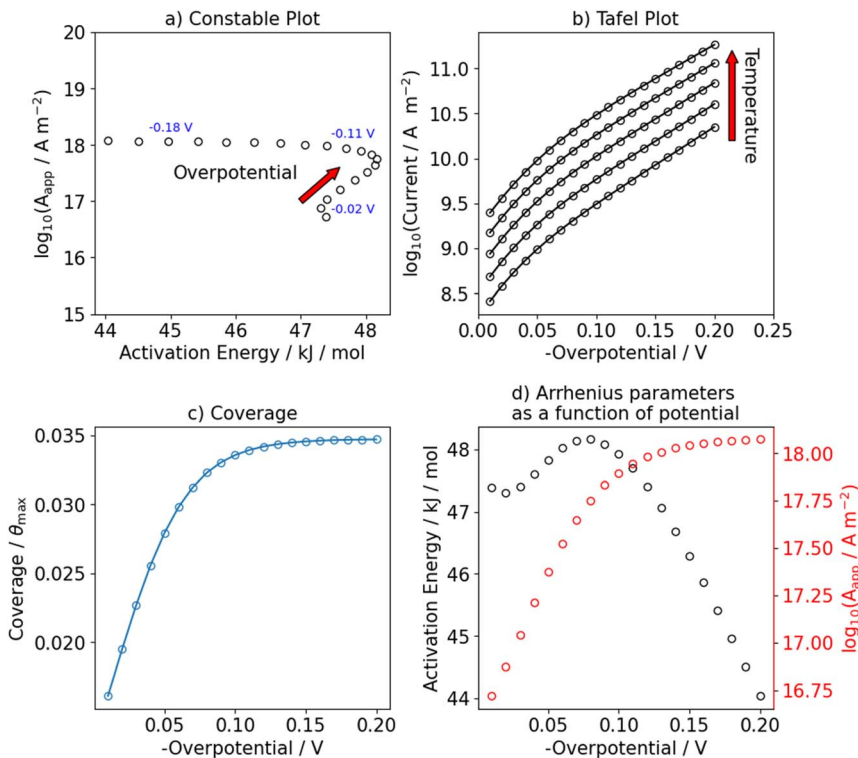 a) Constable Plot
20
19
18
17
16
15
log₁₀(A_app / A m⁻²)
-0.18 V
-0.11 V
Overpotential
-0.02 V
44 45 46 47 48
Activation Energy / kJ / mol
b) Tafel Plot
11.0
10.5
10.0
9.5
9.0
8.5
log₁₀(Current / A m⁻²)
Temperature
0.00 0.05 0.10 0.15 0.20 0.25
-Overpotential / V
c) Coverage
0.035
0.030
0.025
0.020
Coverage / θ_max
0.05 0.10 0.15 0.20
-Overpotential / V
d) Arrhenius parameters
as a function of potential
48
47
46
45
44
Activation Energy / kJ / mol
18.00
17.75
17.50
17.25
17.00
16.75
log₁₀(A_app / A m⁻²)
0.00 0.05 0.10 0.15 0.20
-Overpotential / V